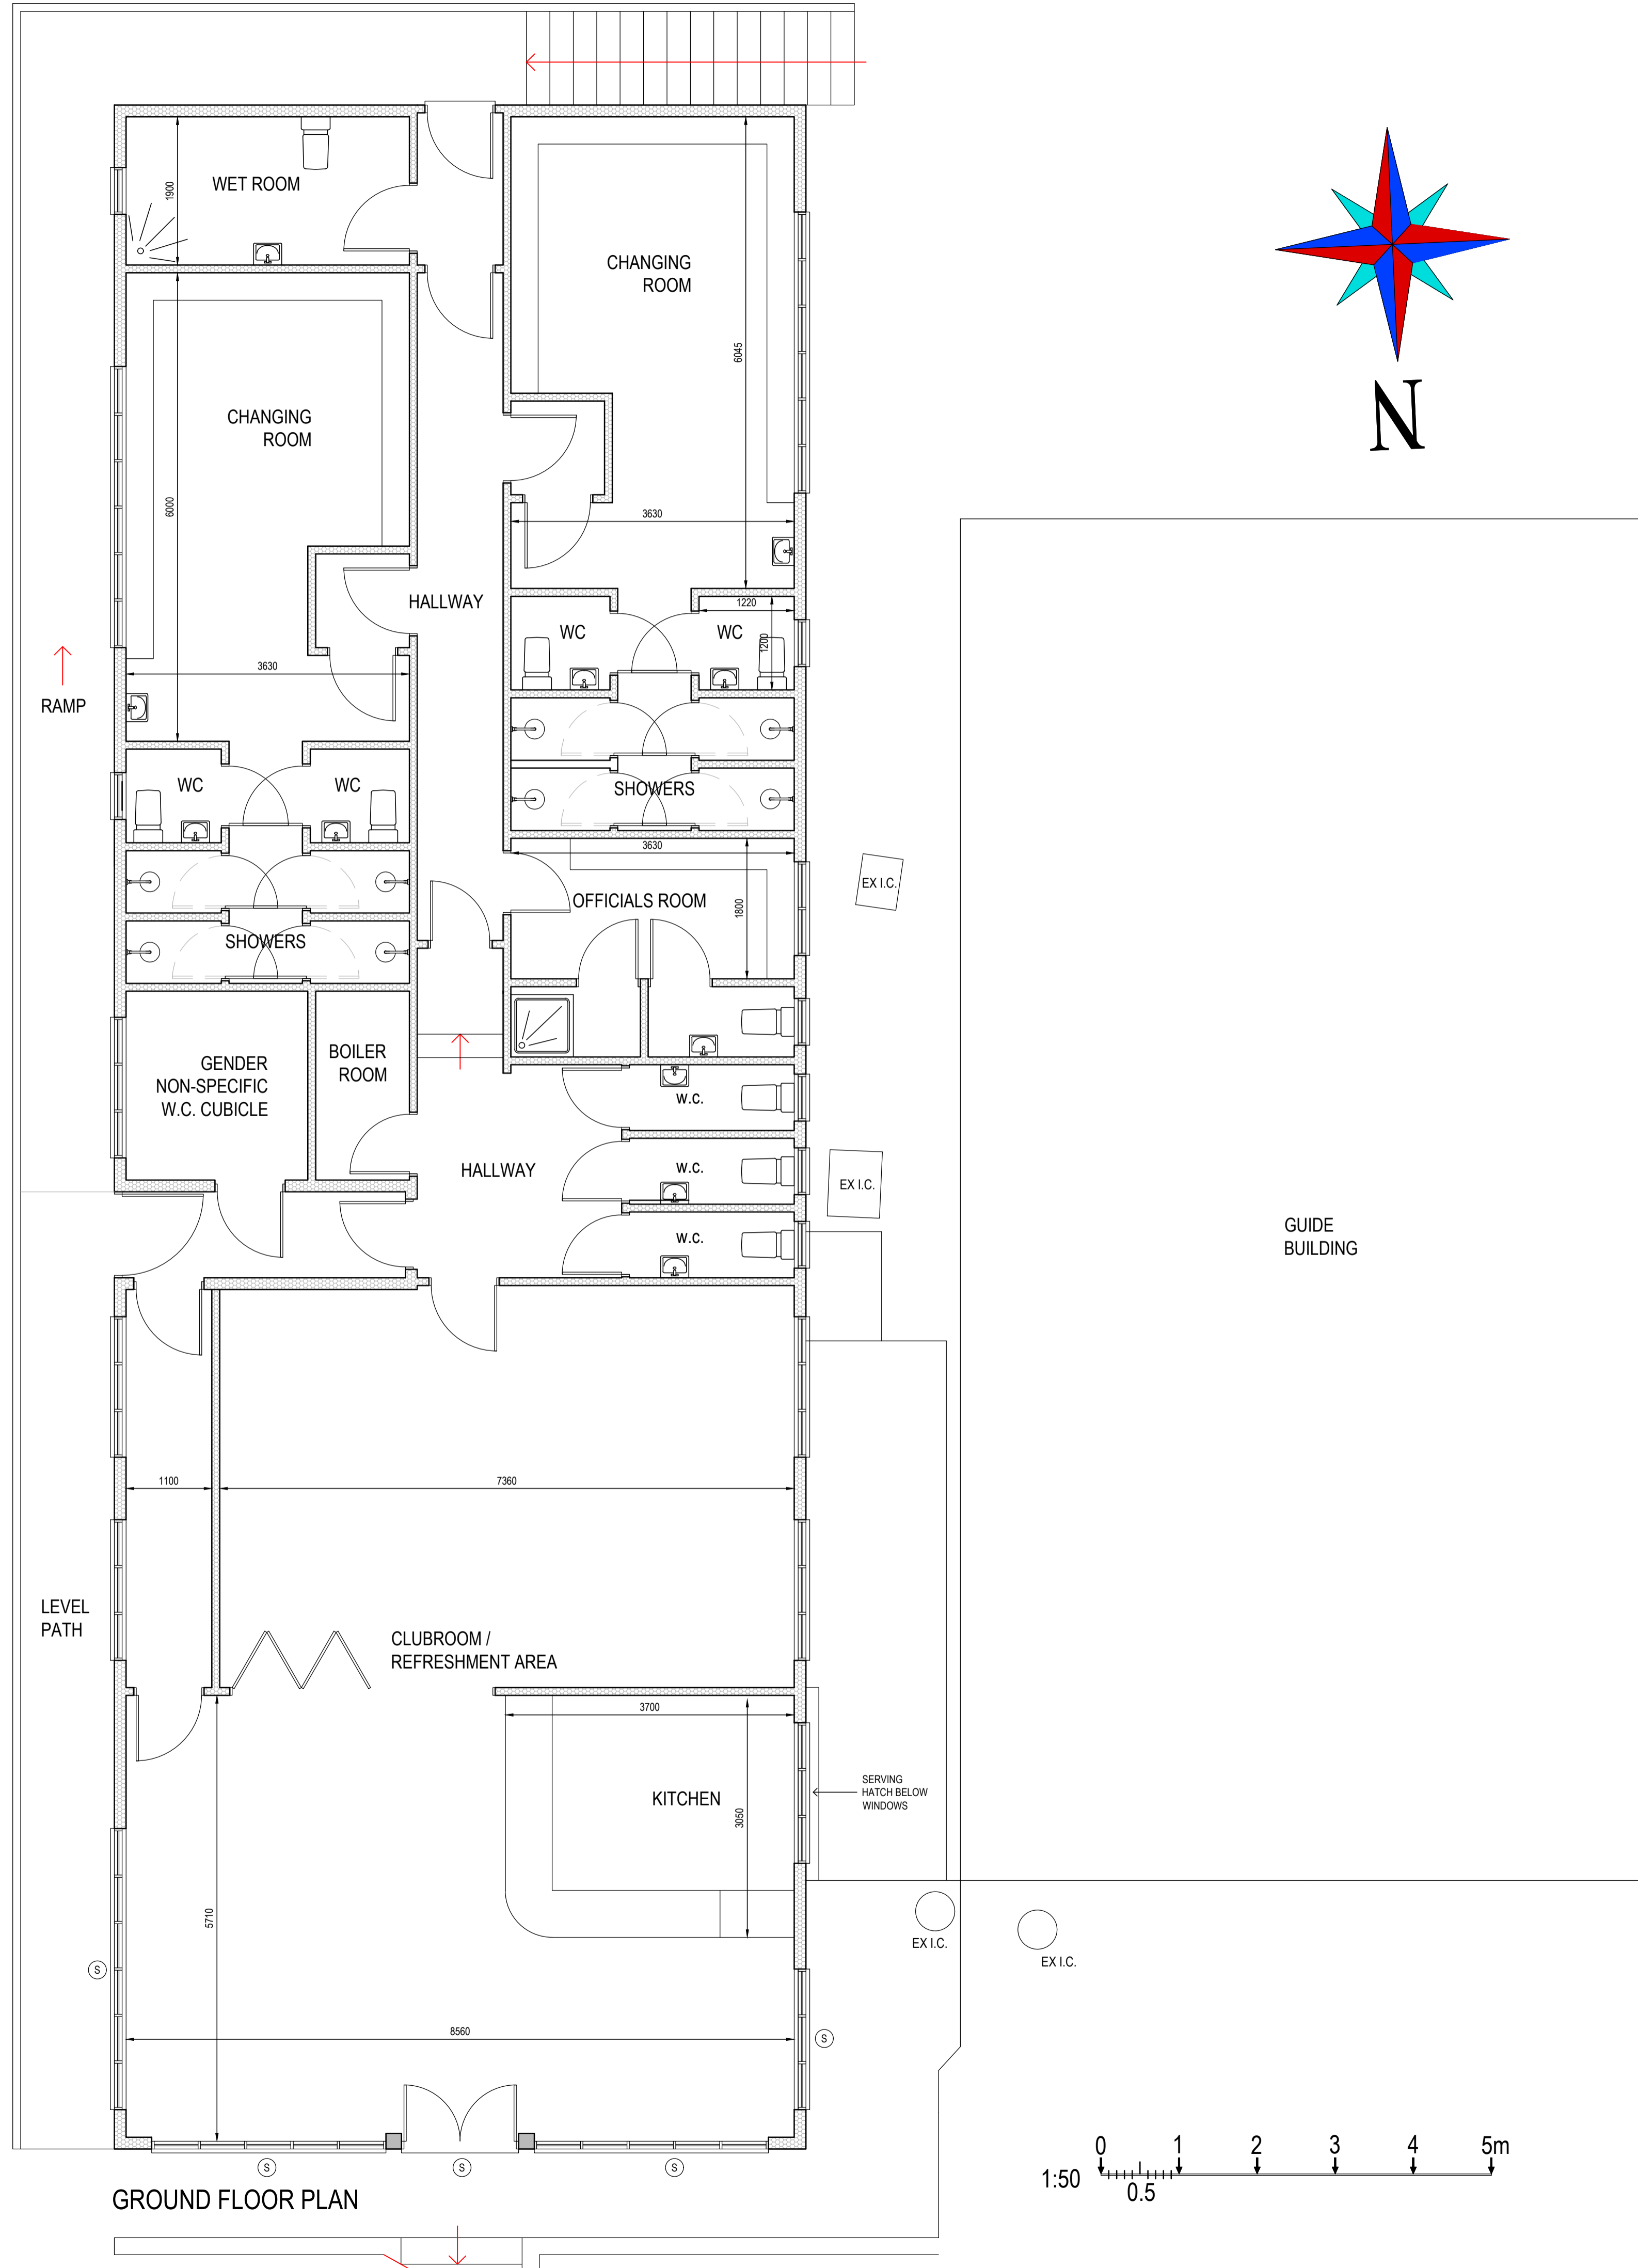 WET ROOM
1900
CHANGING
ROOM
6045
N
CHANGING
ROOM
6000
3630
HALLWAY
WC
WC
1220
1200
3630
RAMP
WC
WC
SHOWERS
3630
OFFICIALS ROOM
1800
EX I.C.
SHOWERS
GENDER
NON-SPECIFIC
W.C. CUBICLE
BOILER
ROOM
W.C.
HALLWAY
W.C.
EX I.C.
W.C.
GUIDE
BUILDING
1100
7360
LEVEL
PATH
CLUBROOM /
REFRESHMENT AREA
3700
KITCHEN
3050
SERVING
HATCH BELOW
WINDOWS
5710
EX I.C.
EX I.C.
S
8560
S
S
S
S
GROUND FLOOR PLAN
1:50
0 1 2 3 4 5m
0.5